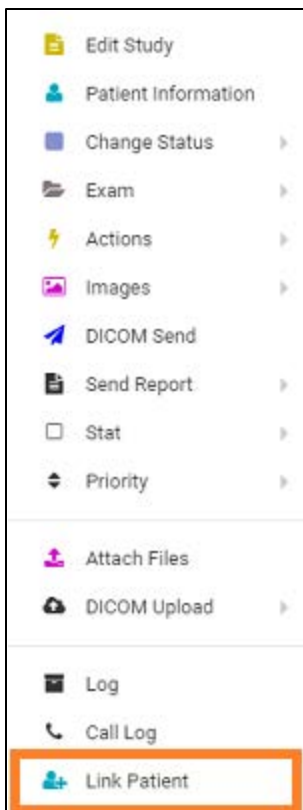 Edit Study
Patient Information
Change Status
Exam
Actions
Images
DICOM Send
Send Report
Stat
Priority
Attach Files
DICOM Upload
Log
Call Log
Link Patient